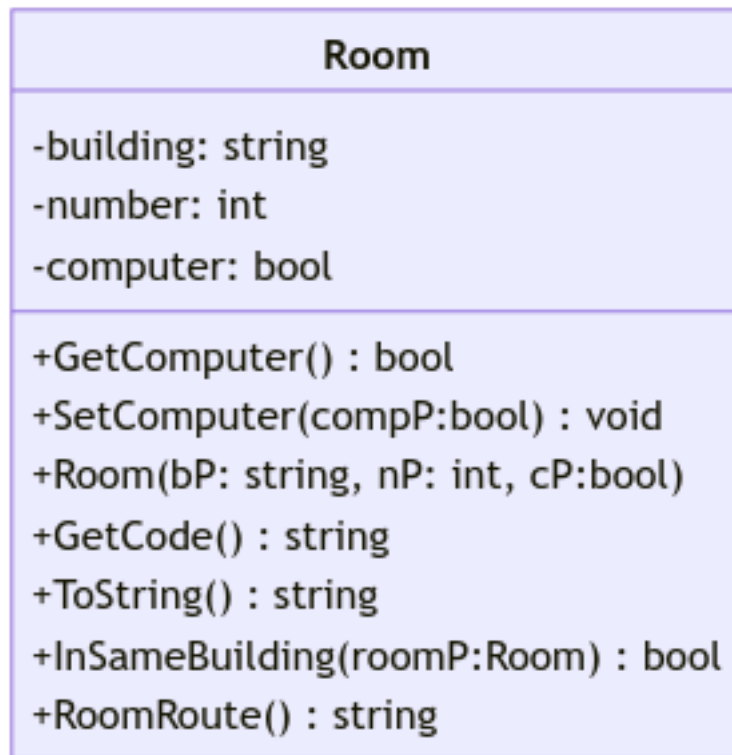 Room
-building: string
-number: int
-computer: bool
+GetComputer() : bool
+SetComputer(compP:bool) : void
+Room(bP: string, nP: int, cP:bool)
+GetCode() : string
+ToString() : string
+InSameBuilding(roomP:Room) : bool
+RoomRoute() : string